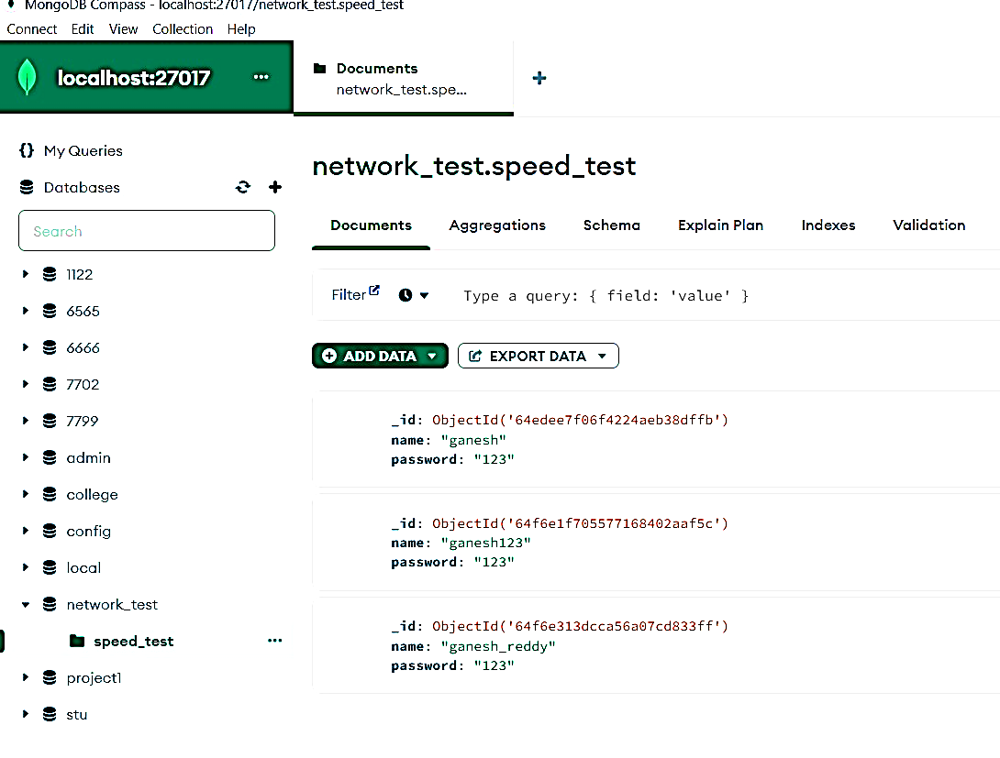 MongoDB Compass - localhost:27017/network_test.speed_test
Connect Edit View Collection Help
localhost:27017 ...
Documents
network_test.spe...
My Queries
Databases
Search
1122
6565
6666
7702
7799
admin
college
config
local
network_test
speed_test ...
project1
stu
network_test.speed_test
Documents Aggregations Schema Explain Plan Indexes Validation
Filter Type a query: { field: 'value' }
ADD DATA EXPORT DATA
_id: ObjectId('64edee7f06f4224aeb38dffb')
name: "ganesh"
password: "123"
_id: ObjectId('64f6e1f705577168402aaf5c')
name: "ganesh123"
password: "123"
_id: ObjectId('64f6e313dcca56a07cd833ff')
name: "ganesh_reddy"
password: "123"